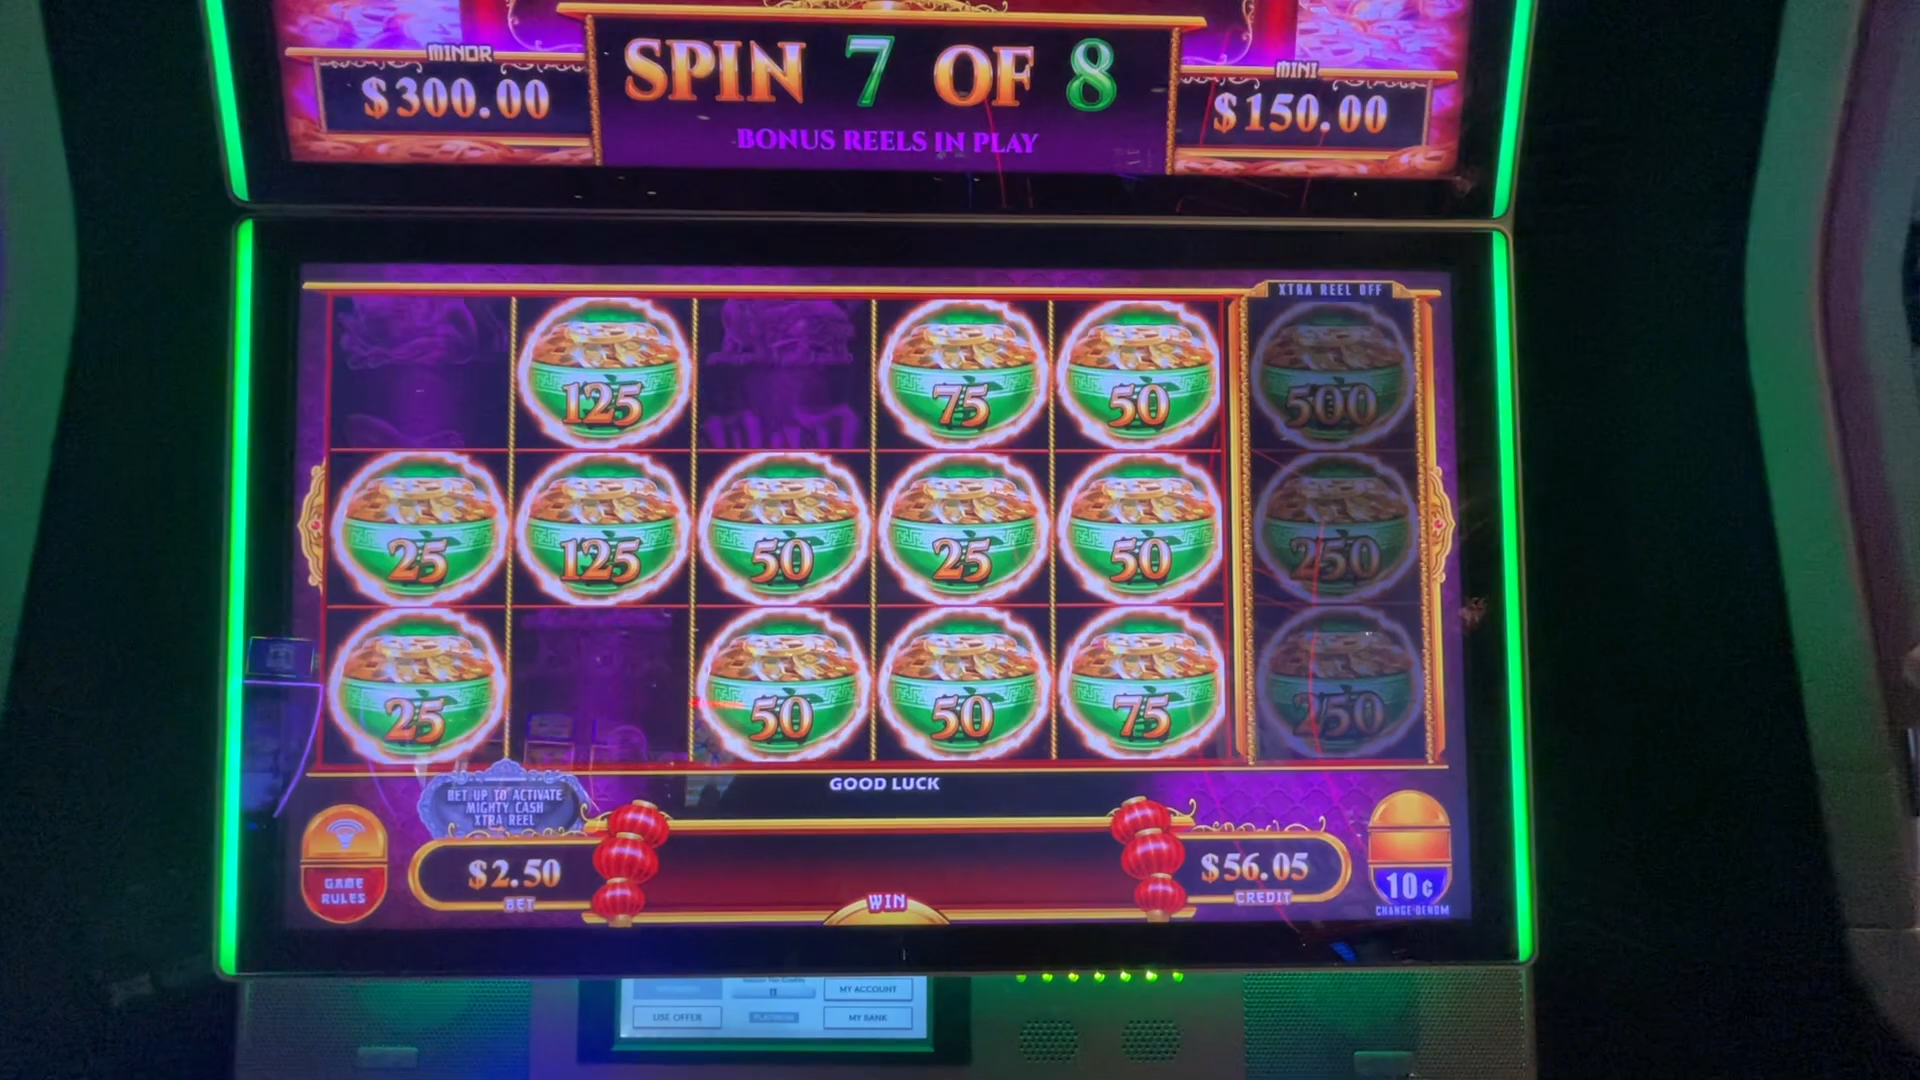 MINOR
$300.00
SPIN 7 OF 8
BONUS REELS IN PLAY
MINI
$150.00
XTRA REEL OFF
125
75
50
500
25
125
50
25
50
250
25
50
50
75
250
GOOD LUCK
BET UP TO ACTIVATE
MIGHTY CASH
XTRA REEL
GAME
RULES
$2.50
BET
WIN
$56.05
CREDIT
10¢
CHANGE DENOM
MY ACCOUNT
USE OFFER
PLATINUM
MY BANK